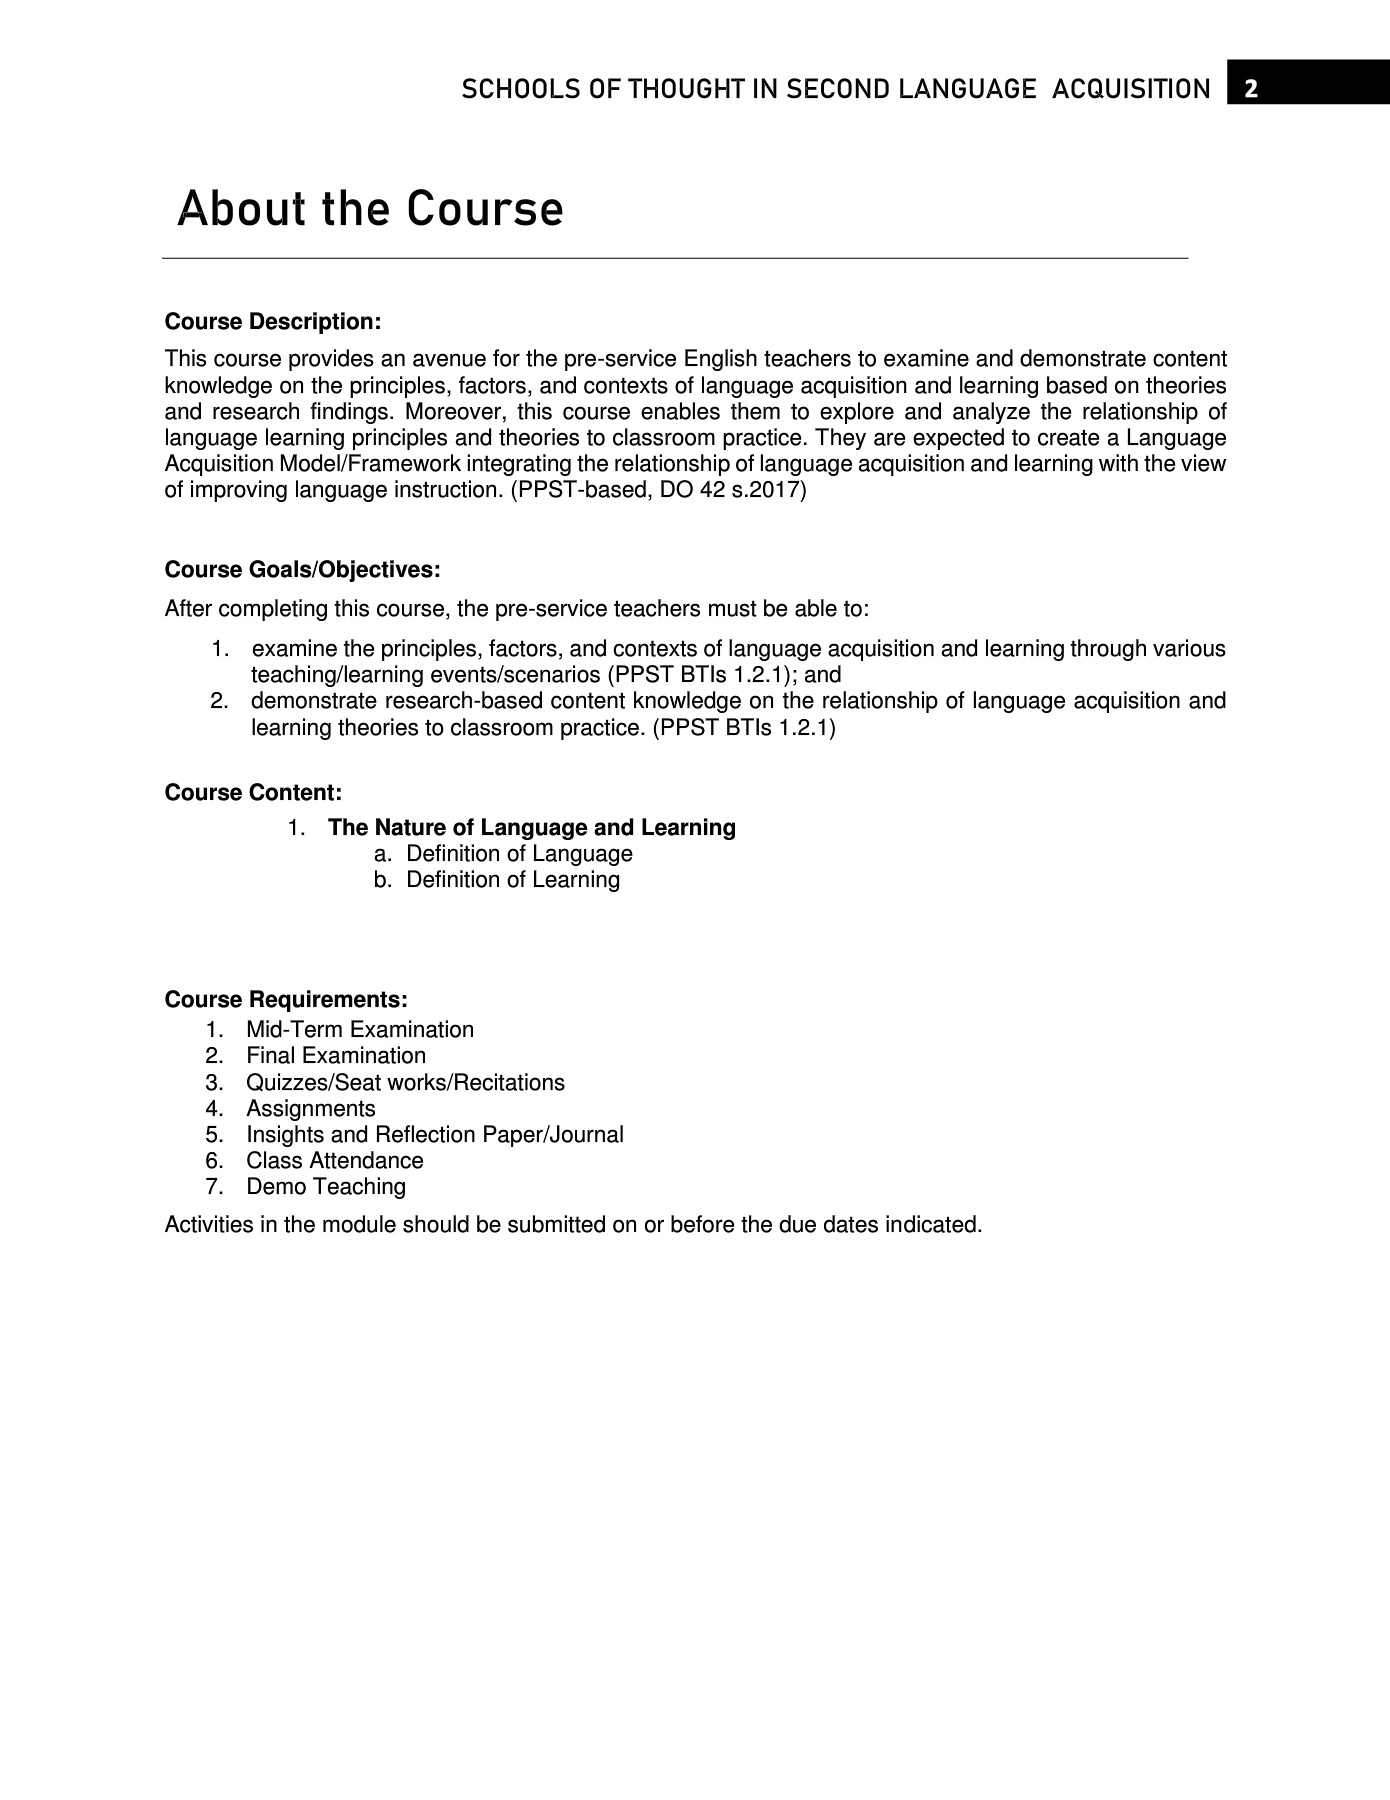 SCHOOLS OF THOUGHT IN SECOND LANGUAGE ACQUISITION 2
About the Course
Course Description:
This course provides an avenue for the pre-service English teachers to examine and demonstrate content
knowledge on the principles, factors, and contexts of language acquisition and learning based on theories
and research findings. Moreover, this course enables them to explore and analyze the relationship of
language learning principles and theories to classroom practice. They are expected to create a Language
Acquisition Model/Framework integrating the relationship of language acquisition and learning with the view
of improving language instruction. (PPST-based, DO 42 s.2017)
Course Goals/Objectives:
After completing this course, the pre-service teachers must be able to:
1. examine the principles, factors, and contexts of language acquisition and learning through various
teaching/learning events/scenarios (PPST BTIs 1.2.1); and
2. demonstrate research-based content knowledge on the relationship of language acquisition and
learning theories to classroom practice. (PPST BTIs 1.2.1)
Course Content:
1. The Nature of Language and Learning
a. Definition of Language
b. Definition of Learning
Course Requirements:
1. Mid-Term Examination
2. Final Examination
3. Quizzes/Seat works/Recitations
4. Assignments
5. Insights and Reflection Paper/Journal
6. Class Attendance
7. Demo Teaching
Activities in the module should be submitted on or before the due dates indicated.